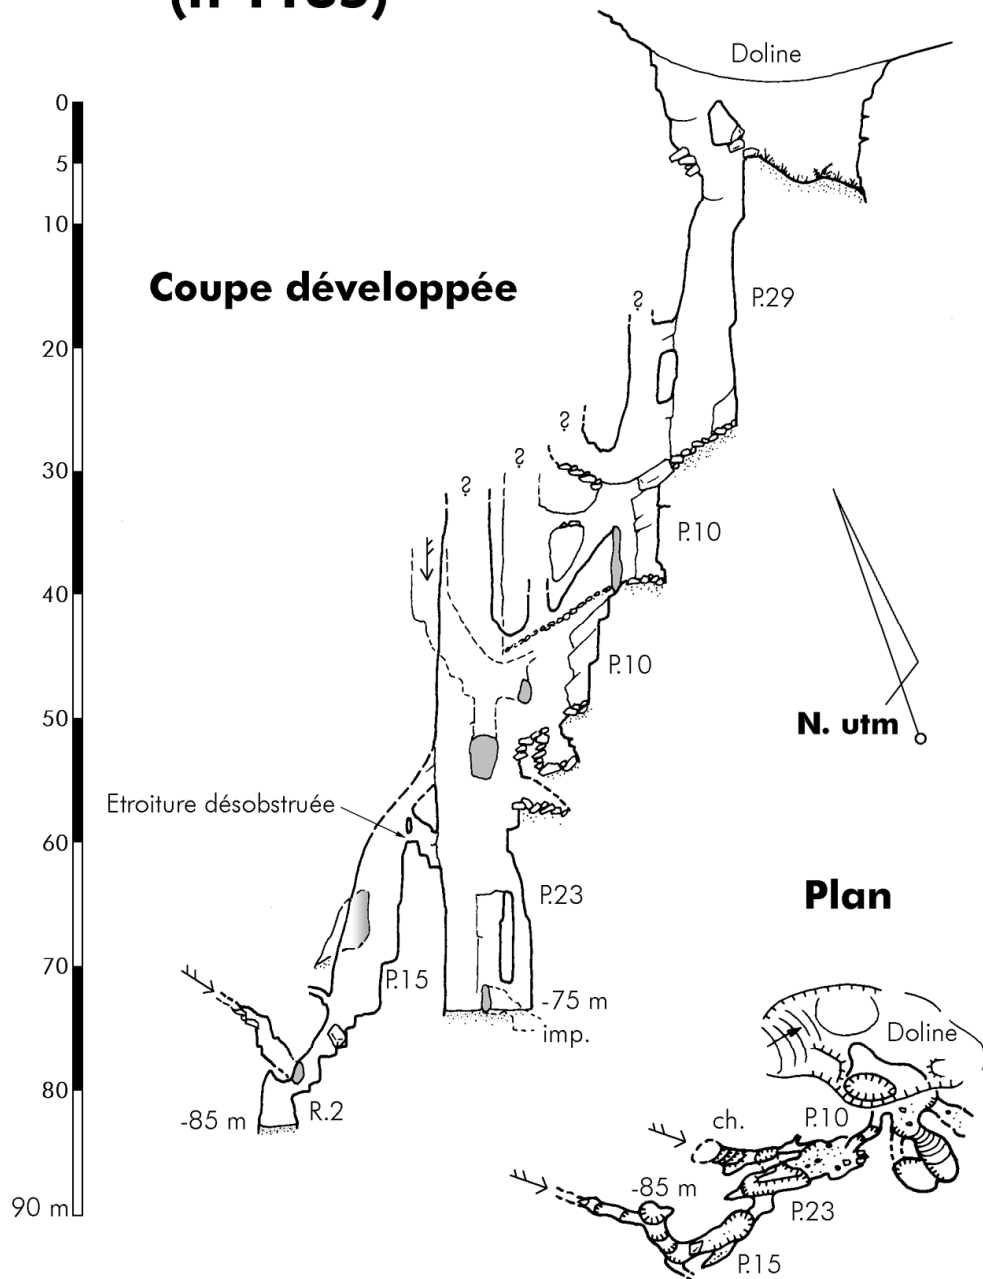 Doline
0
5
10
Coupe développée
P.29
?
20
?
?
30
?
P.10
40
P.10
50
N. utm
Etroiture désobstruée
60
P.23
Plan
70
P.15
-75 m
imp.
Doline
80
-85 m
R.2
ch.
P.10
-85 m
90 m
P.23
P.15